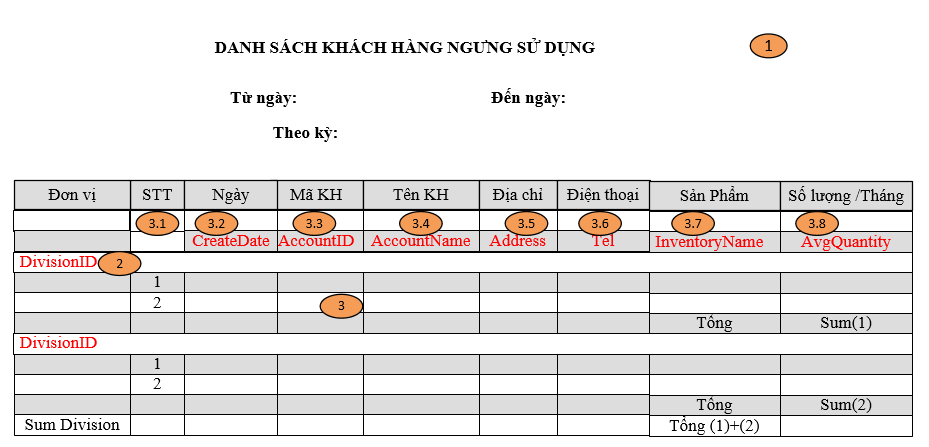 DANH SÁCH KHÁCH HÀNG NGƯNG SỬ DỤNG 1
Từ ngày: Đến ngày:
Theo kỳ:
Đơn vị STT Ngày Mã KH Tên KH Địa chỉ Điện thoại Sản Phẩm Số lượng /Tháng
3.1 3.2 3.3 3.4 3.5 3.6 3.7 3.8
CreateDate AccountID AccountName Address Tel InventoryName AvgQuantity
DivisionID 2
1
2 3
Tổng Sum(1)
DivisionID
1
2
Tổng Sum(2)
Sum Division Tổng (1)+(2)